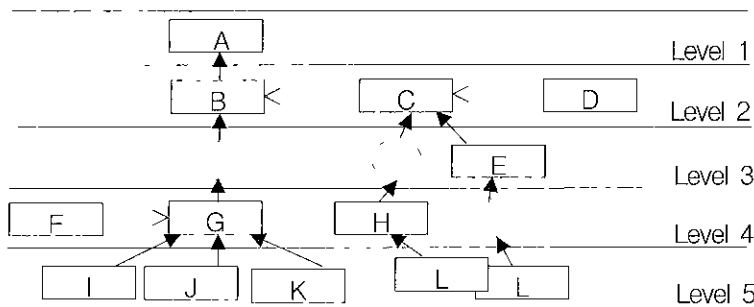 A
Level 1
B C D
Level 2
E
Level 3
F G H
Level 4
I J K L L
Level 5